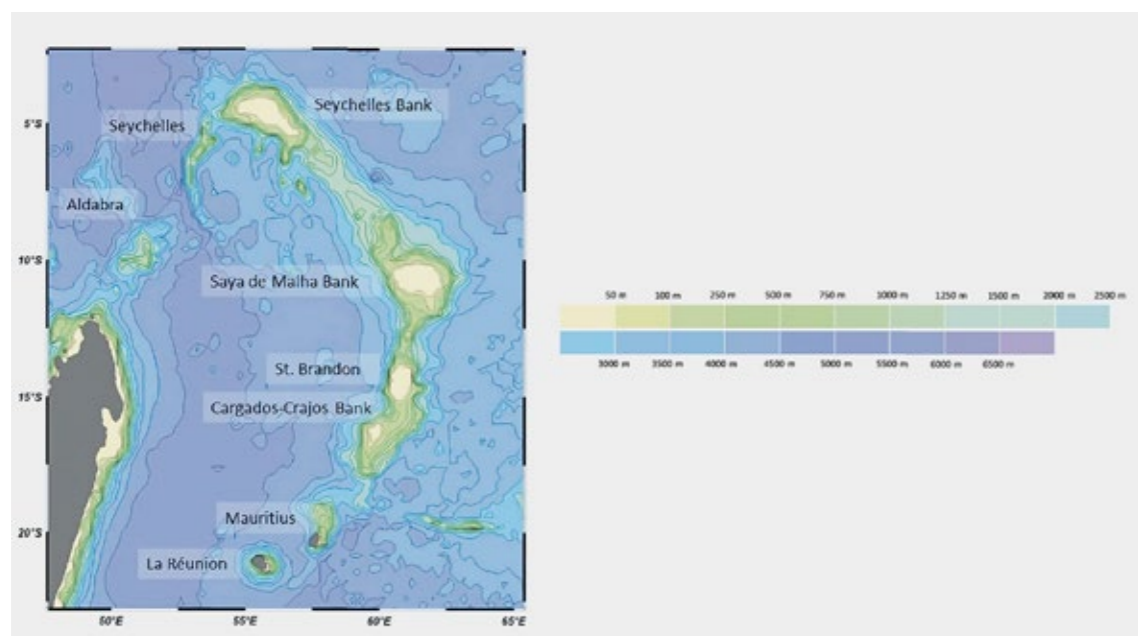 Seychelles Bank
Seychelles
5°S
Aldabra
10°S
Saya de Malha Bank
St. Brandon
15°S
Cargados-Crajos Bank
Mauritius
20°S
La Réunion
50°E 55°E 60°E 65°E
50 m 100 m 250 m 500 m 750 m 1000 m 1250 m 1500 m 2000 m 2500 m
3000 m 3500 m 4000 m 4500 m 5000 m 5500 m 6000 m 6500 m